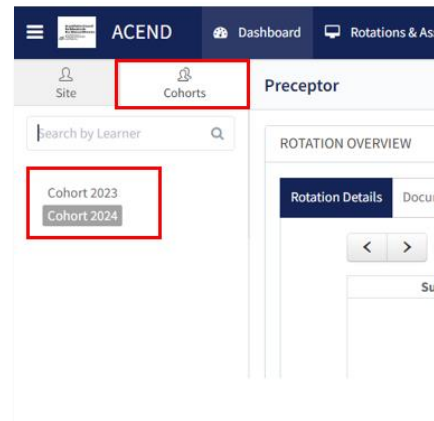 ACEND
Dashboard
Rotations & As
Site
Cohorts
Preceptor
Search by Learner
ROTATION OVERVIEW
Cohort 2023
Cohort 2024
Rotation Details
Docu
< >
Su